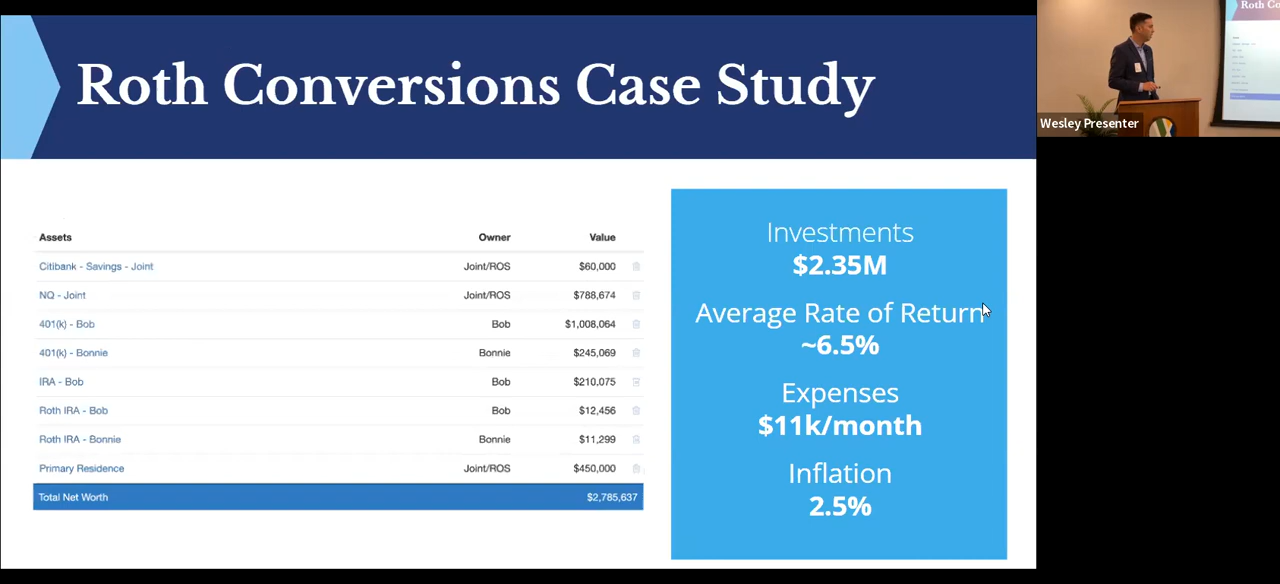 Roth Conversions Case Study
Assets Owner Value
Citibank - Savings - Joint Joint/ROS $60,000
NQ - Joint Joint/ROS $788,674
401(k) - Bob Bob $1,008,064
401(k) - Bonnie Bonnie $245,069
IRA - Bob Bob $210,075
Roth IRA - Bob Bob $12,456
Roth IRA - Bonnie Bonnie $11,299
Primary Residence Joint/ROS $450,000
Total Net Worth $2,785,637
Investments
$2.35M
Average Rate of Return
~6.5%
Expenses
$11k/month
Inflation
2.5%
Roth Co
Wesley Presenter